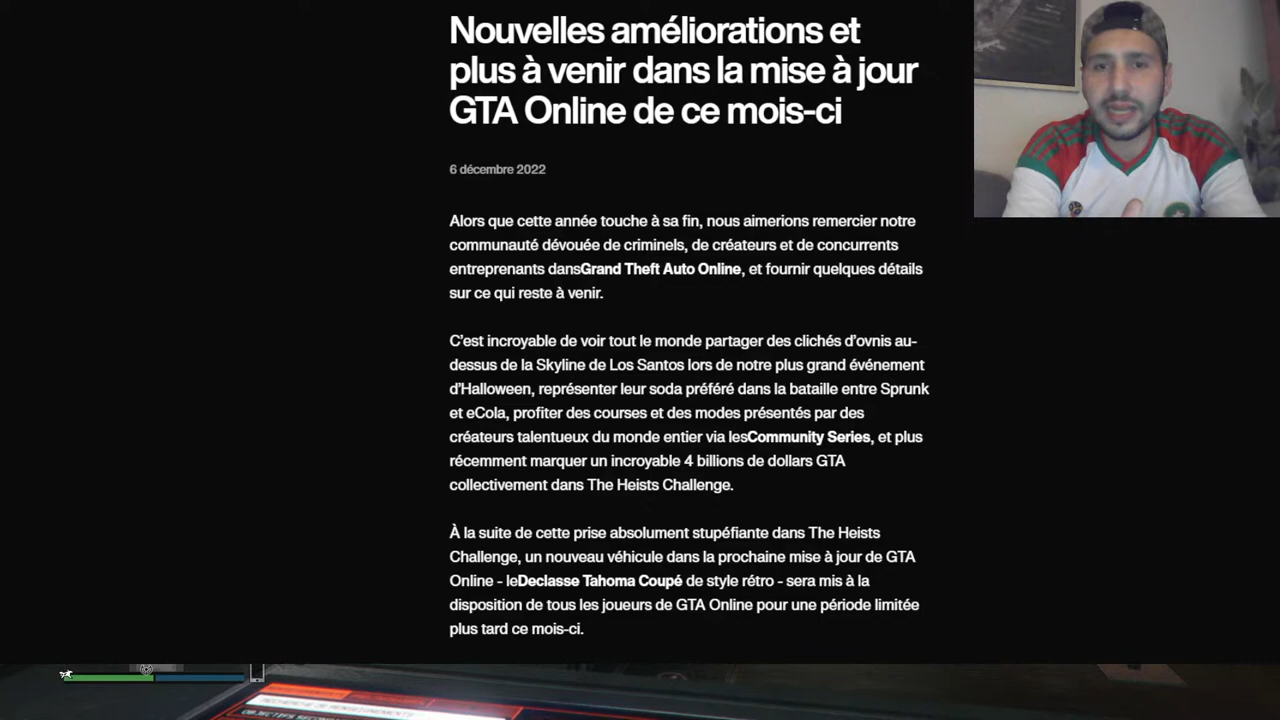 Nouvelles améliorations et
plus à venir dans la mise à jour
GTA Online de ce mois-ci
6 décembre 2022
Alors que cette année touche à sa fin, nous aimerions remercier notre
communauté dévouée de criminels, de créateurs et de concurrents
entreprenants dansGrand Theft Auto Online, et fournir quelques détails
sur ce qui reste à venir.
C'est incroyable de voir tout le monde partager des clichés d'ovnis au-
dessus de la Skyline de Los Santos lors de notre plus grand événement
d'Halloween, représenter leur soda préféré dans la bataille entre Sprunk
et eCola, profiter des courses et des modes présentés par des
créateurs talentueux du monde entier via lesCommunity Series, et plus
récemment marquer un incroyable 4 billions de dollars GTA
collectivement dans The Heists Challenge.
À la suite de cette prise absolument stupéfiante dans The Heists
Challenge, un nouveau véhicule dans la prochaine mise à jour de GTA
Online - leDeclasse Tahoma Coupé de style rétro - sera mis à la
disposition de tous les joueurs de GTA Online pour une période limitée
plus tard ce mois-ci.
RECHERCHE DE RENSEIGNEMENTS